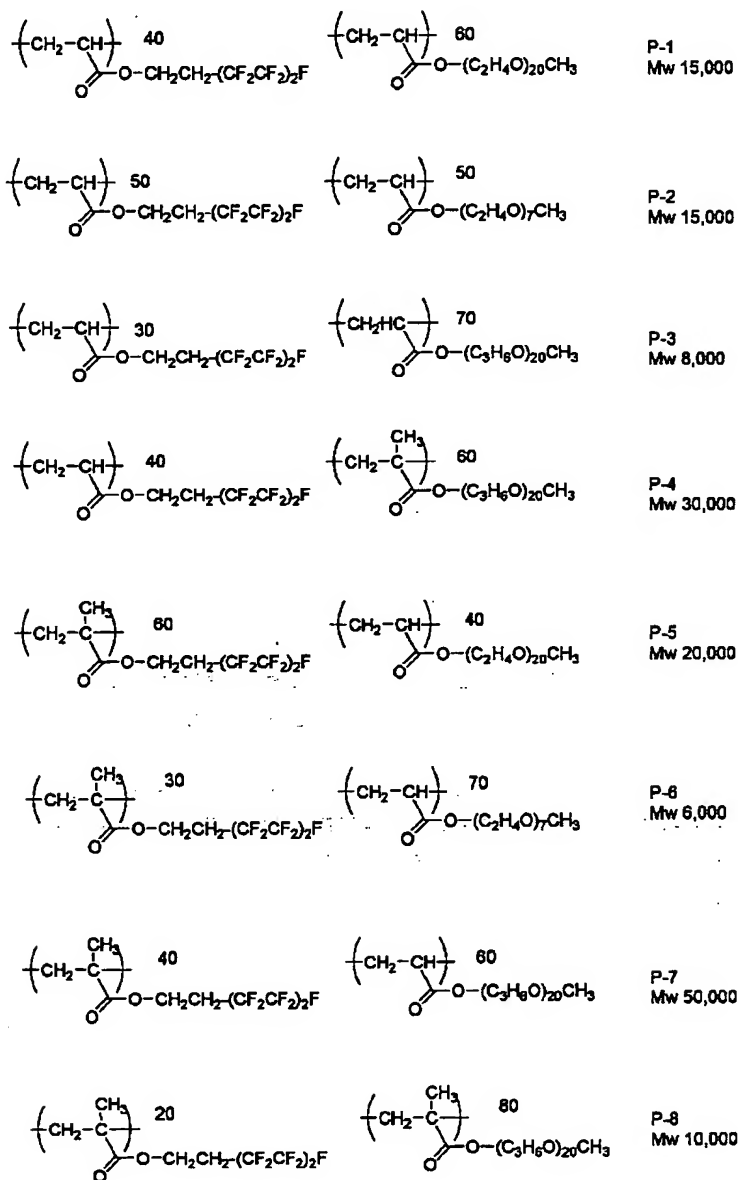 (CH₂-CH) 40 (CH₂-CH) 60 P-1
O O-CH₂CH₂-(CF₂CF₂)₂F O O-(C₂H₄O)₂₀CH₃ Mw 15,000
(CH₂-CH) 50 (CH₂-CH) 50 P-2
O O-CH₂CH₂-(CF₂CF₂)₂F O O-(C₂H₄O)₇CH₃ Mw 15,000
(CH₂-CH) 30 (CH₂HC) 70 P-3
O O-CH₂CH₂-(CF₂CF₂)₂F O O-(C₃H₆O)₂₀CH₃ Mw 8,000
CH₃
(CH₂-CH) 40 (CH₂-C) 60 P-4
O O-CH₂CH₂-(CF₂CF₂)₂F O O-(C₃H₆O)₂₀CH₃ Mw 30,000
CH₃
(CH₂-C) 60 (CH₂-CH) 40 P-5
O O-CH₂CH₂-(CF₂CF₂)₂F O O-(C₂H₄O)₂₀CH₃ Mw 20,000
CH₃
(CH₂-C) 30 (CH₂-CH) 70 P-6
O O-CH₂CH₂-(CF₂CF₂)₂F O O-(C₂H₄O)₇CH₃ Mw 6,000
CH₃
(CH₂-C) 40 (CH₂-CH) 60 P-7
O O-CH₂CH₂-(CF₂CF₂)₂F O O-(C₃H₆O)₂₀CH₃ Mw 50,000
CH₃ CH₃
(CH₂-C) 20 (CH₂-C) 80 P-8
O O-CH₂CH₂-(CF₂CF₂)₂F O O-(C₃H₆O)₂₀CH₃ Mw 10,000